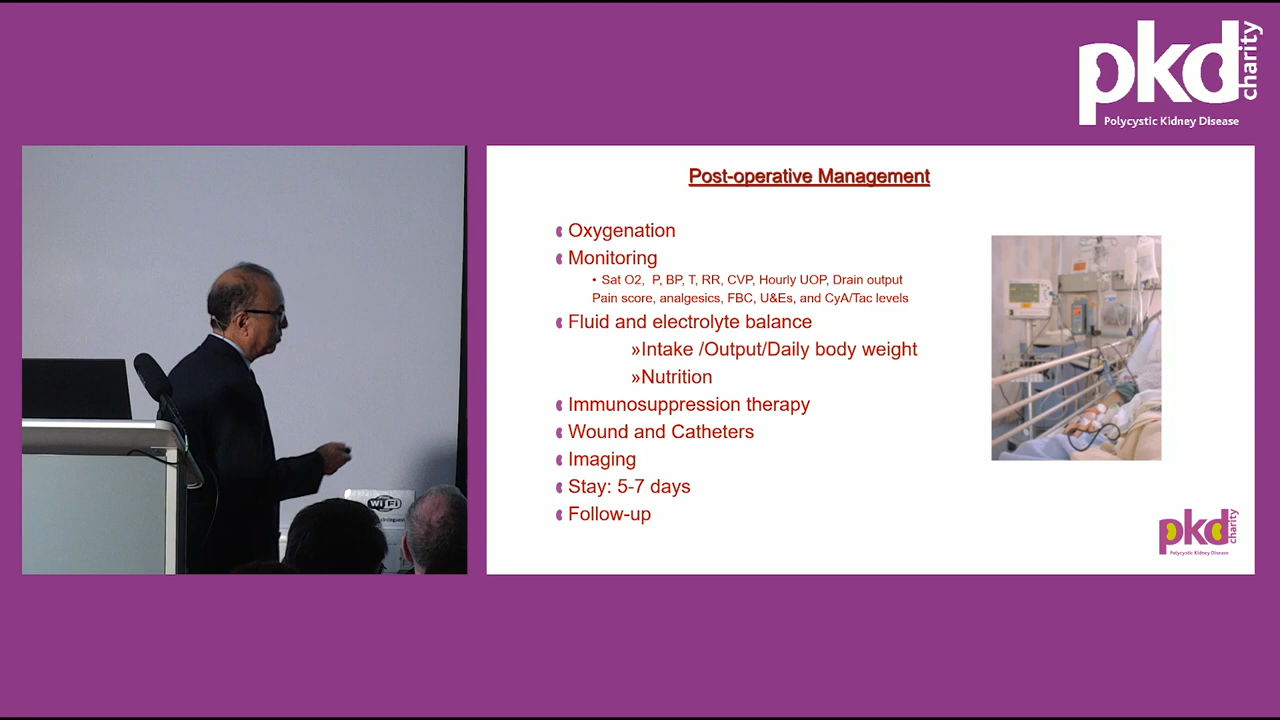 pkd charity
Polycystic Kidney Disease
Post-operative Management
Oxygenation
Monitoring
• Sat O2, P, BP, T, RR, CVP, Hourly UOP, Drain output
Pain score, analgesics, FBC, U&Es, and CyA/Tac levels
Fluid and electrolyte balance
»Intake /Output/Daily body weight
»Nutrition
Immunosuppression therapy
Wound and Catheters
Imaging
Stay: 5-7 days
Follow-up
WiFi
pkd charity
Polycystic Kidney Disease